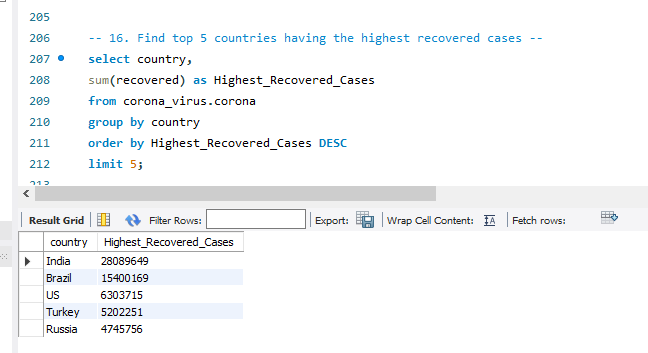 205
206 -- 16. Find top 5 countries having the highest recovered cases --
207 select country,
208 sum(recovered) as Highest_Recovered_Cases
209 from corona_virus.corona
210 group by country
211 order by Highest_Recovered_Cases DESC
212 limit 5;
213
Result Grid Filter Rows: Export: Wrap Cell Content: Fetch rows:
country Highest_Recovered_Cases
India 28089649
Brazil 15400169
US 6303715
Turkey 5202251
Russia 4745756